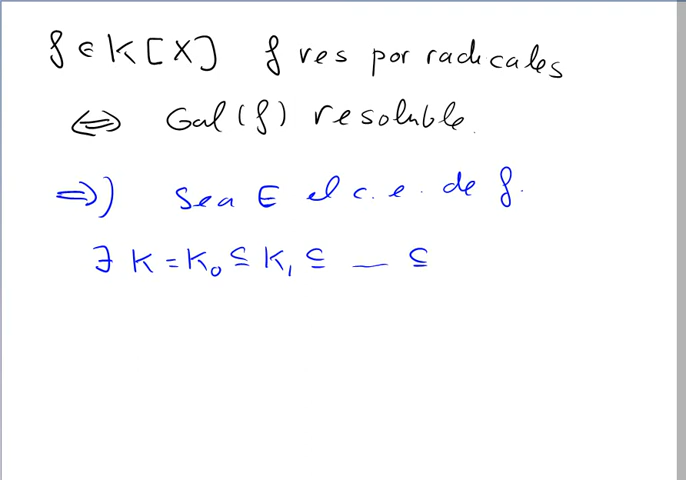 f ∈ K[X] f res por radicales
⇔ Gal(f) resoluble.
⇒) Sea E el c. e. de f.
∃ K = K₀ ⊆ K₁ ⊆ — ⊆